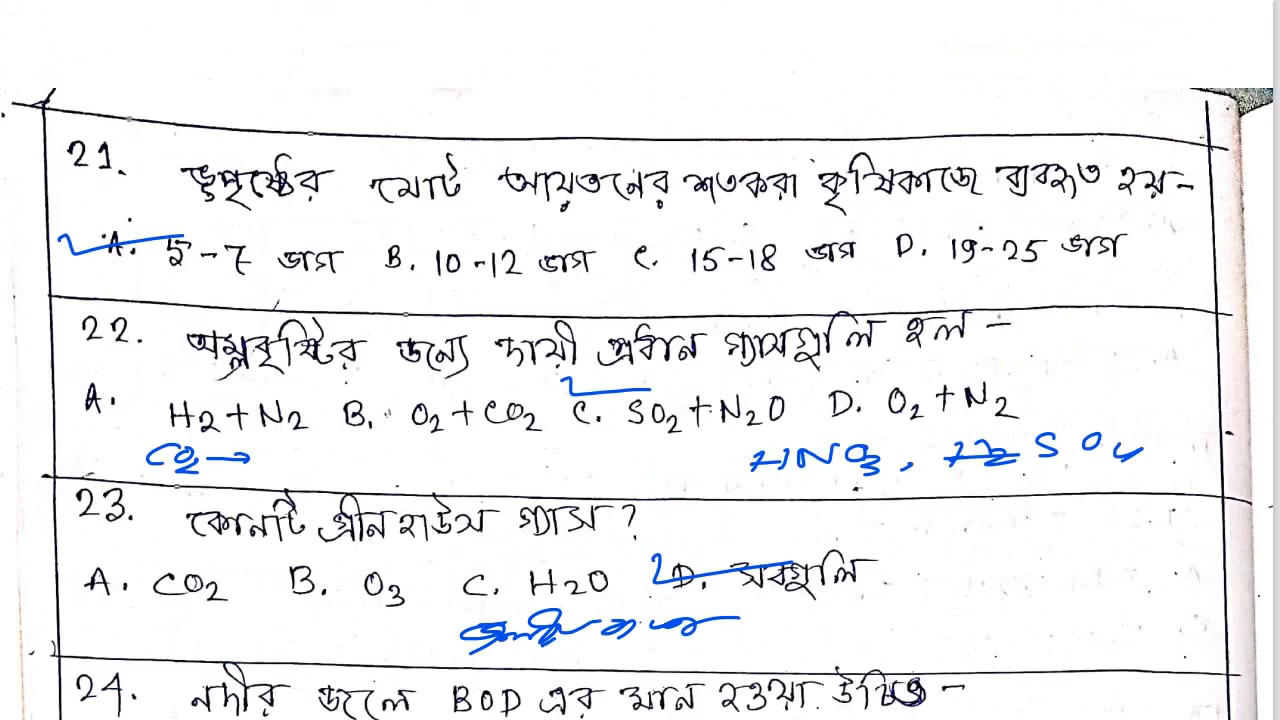 21. ভূপৃষ্ঠের মোট আয়তনের শতকরা কৃষিকাজে ব্যবহৃত হয়-
A. 5-7 ভাগ B. 10-12 ভাগ C. 15-18 ভাগ D. 19-25 ভাগ
22. অম্লবৃষ্টির জন্যে দায়ী প্রধান গ্যাসগুলি হল-
A. H2+N2 B. O2+CO2 C. SO2+N2O D. O2+N2
CO2→ HNO3, H2SO4
23. কোনটি গ্রীনহাউস গ্যাস?
A. CO2 B. O3 C. H2O D. সবগুলি
24. নদীর জলে BOD এর মান হওয়া উচিত-